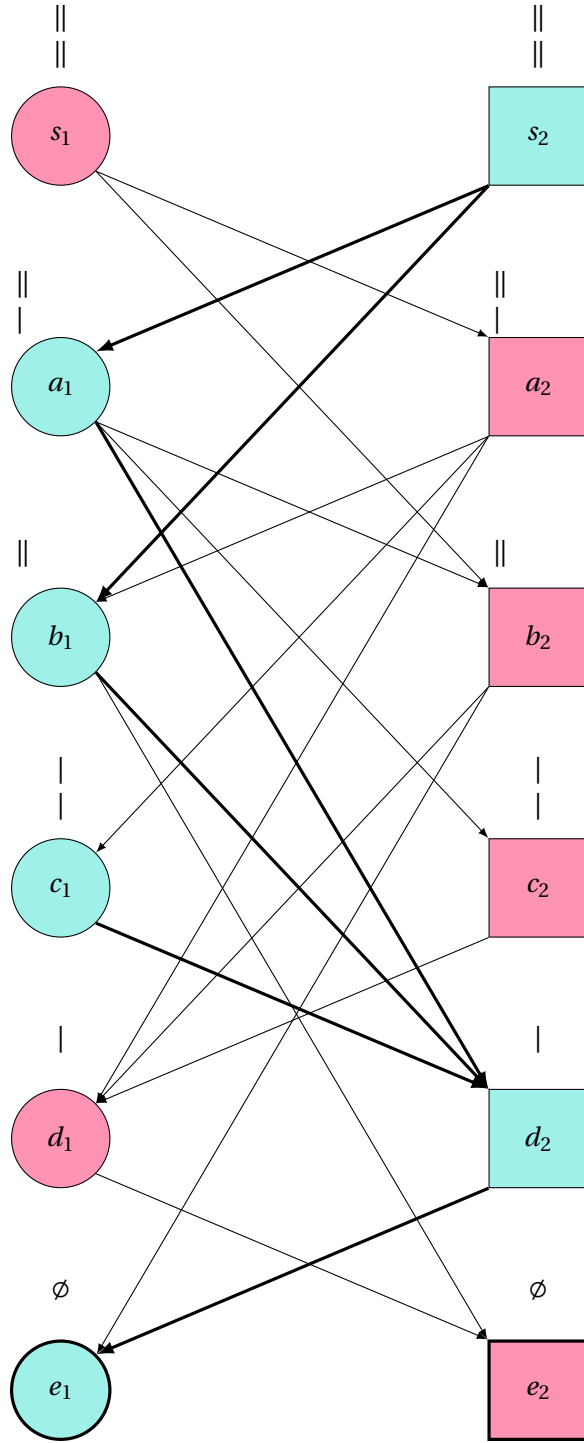 || ||
|| ||
s₁ s₂
|| ||
| |
a₁ a₂
|| ||
b₁ b₂
| |
| |
c₁ c₂
| |
d₁ d₂
∅ ∅
e₁ e₂